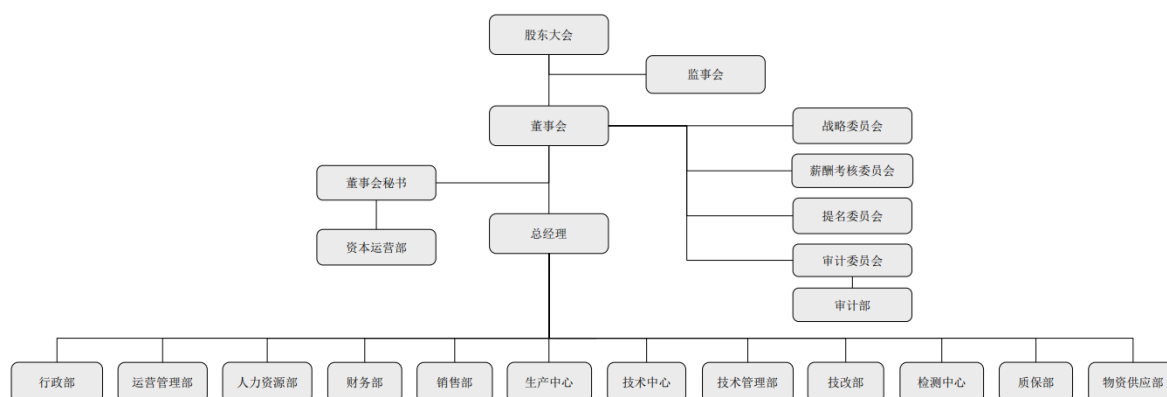 股东大会
监事会
董事会
战略委员会
薪酬考核委员会
董事会秘书
提名委员会
总经理
资本运营部
审计委员会
审计部
行政部
运营管理部
人力资源部
财务部
销售部
生产中心
技术中心
技术管理部
技改部
检测中心
质保部
物资供应部